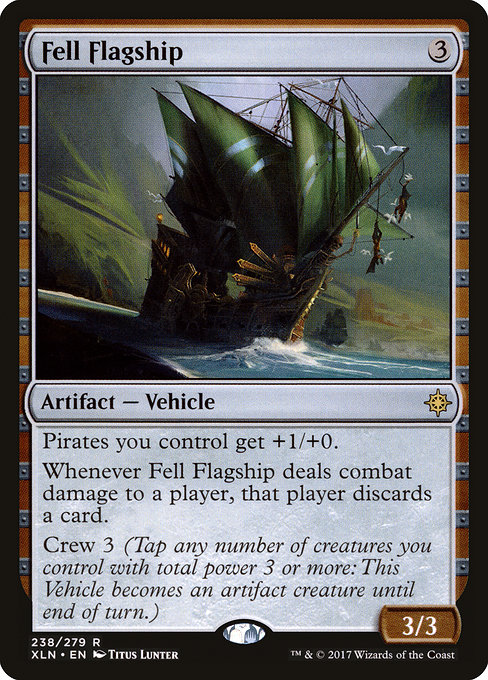 Fell Flagship 3
Artifact — Vehicle
Pirates you control get +1/+0.
Whenever Fell Flagship deals combat
damage to a player, that player discards
a card.
Crew 3 (Tap any number of creatures you
control with total power 3 or more: This
Vehicle becomes an artifact creature until
end of turn.)
3/3
238/279 R
XLN • EN Titus Lunter
™ & © 2017 Wizards of the Coast